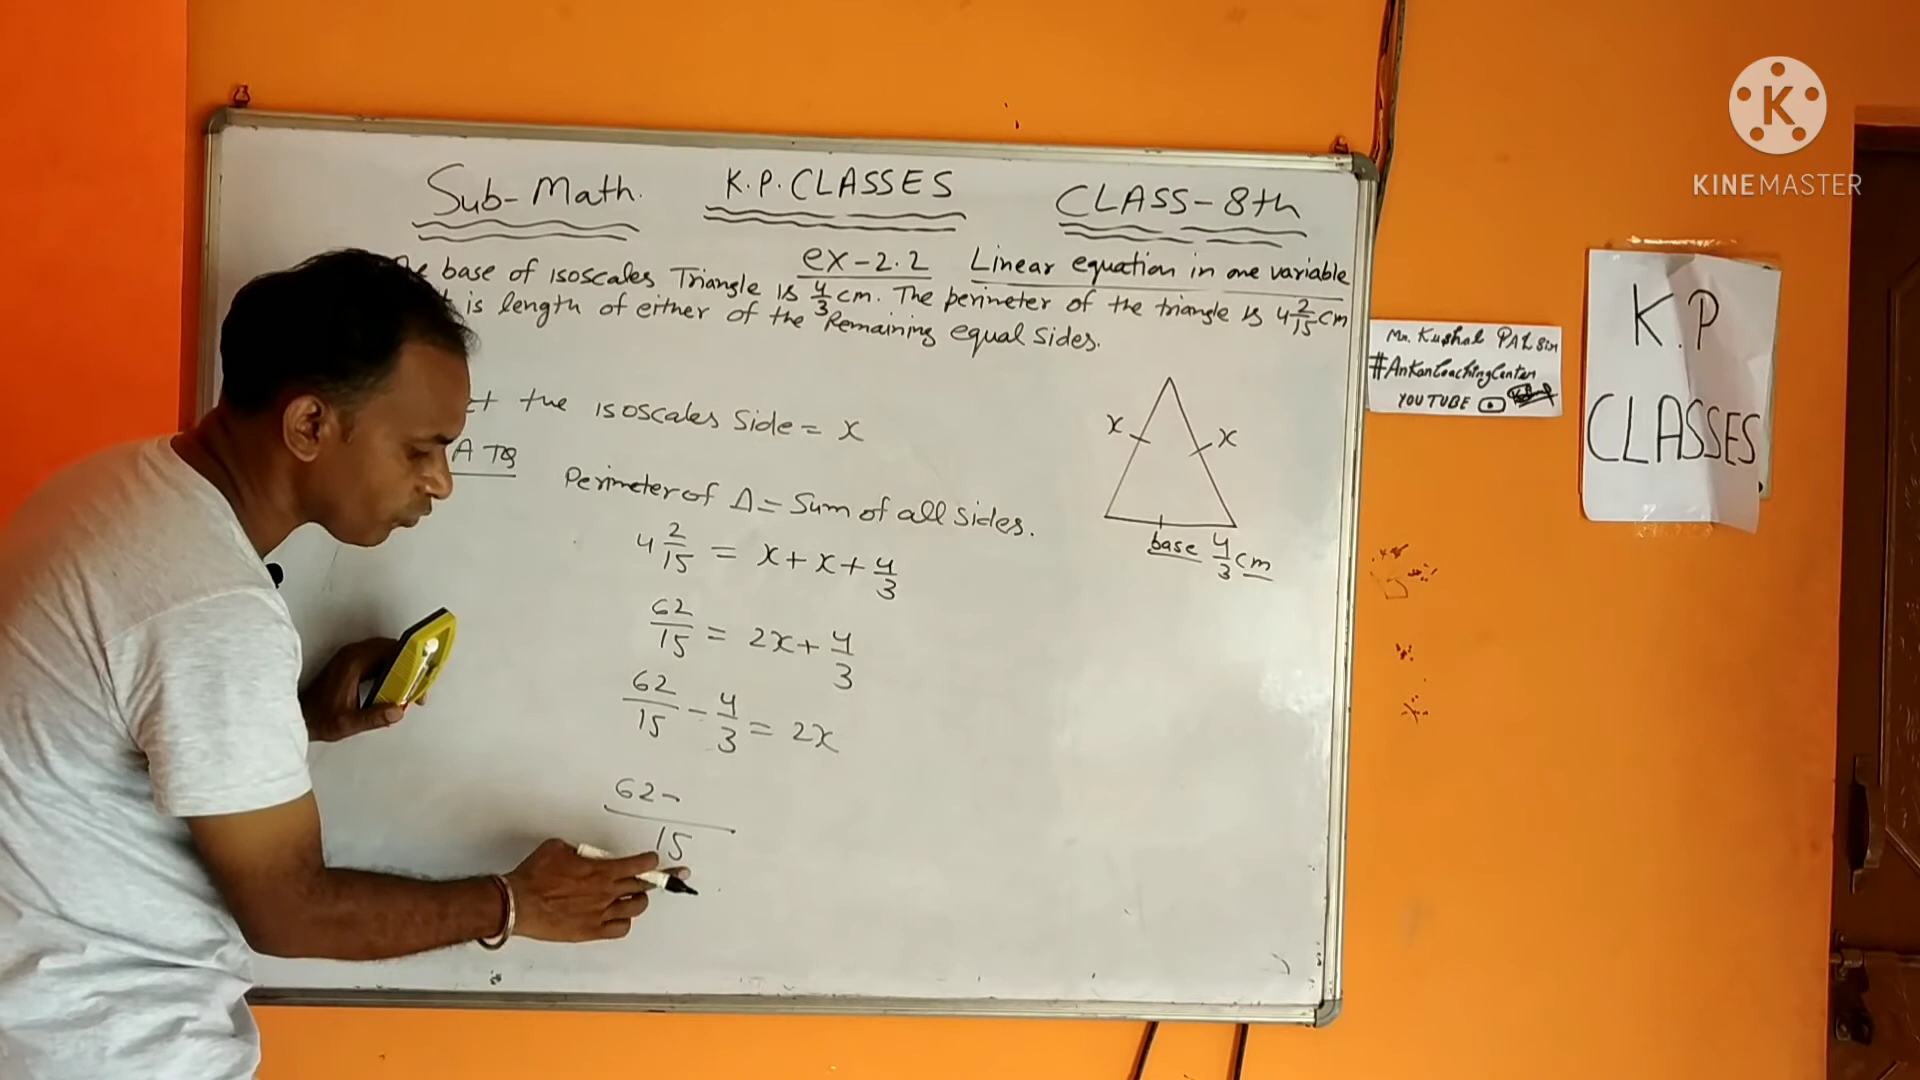 K
KINEMASTER
Sub-Math. K.P.CLASSES CLASS-8th
ex-2.2 Linear equation in one variable
base of isoscales Triangle is 4/3 cm. The perimeter of the triangle is 4 2/15 cm
is length of either of the Remaining equal sides.
the isoscales Side = x
ATQ
Perimeter of Δ = Sum of all sides.
4 2/15 = x + x + 4/3
62/15 = 2x + 4/3
62/15 - 4/3 = 2x
62-
15
x x
base 4/3 cm
Mr. Kushal PAL Sin
#AnkanCoachingCenter
YOUTUBE
K.P
CLASSES